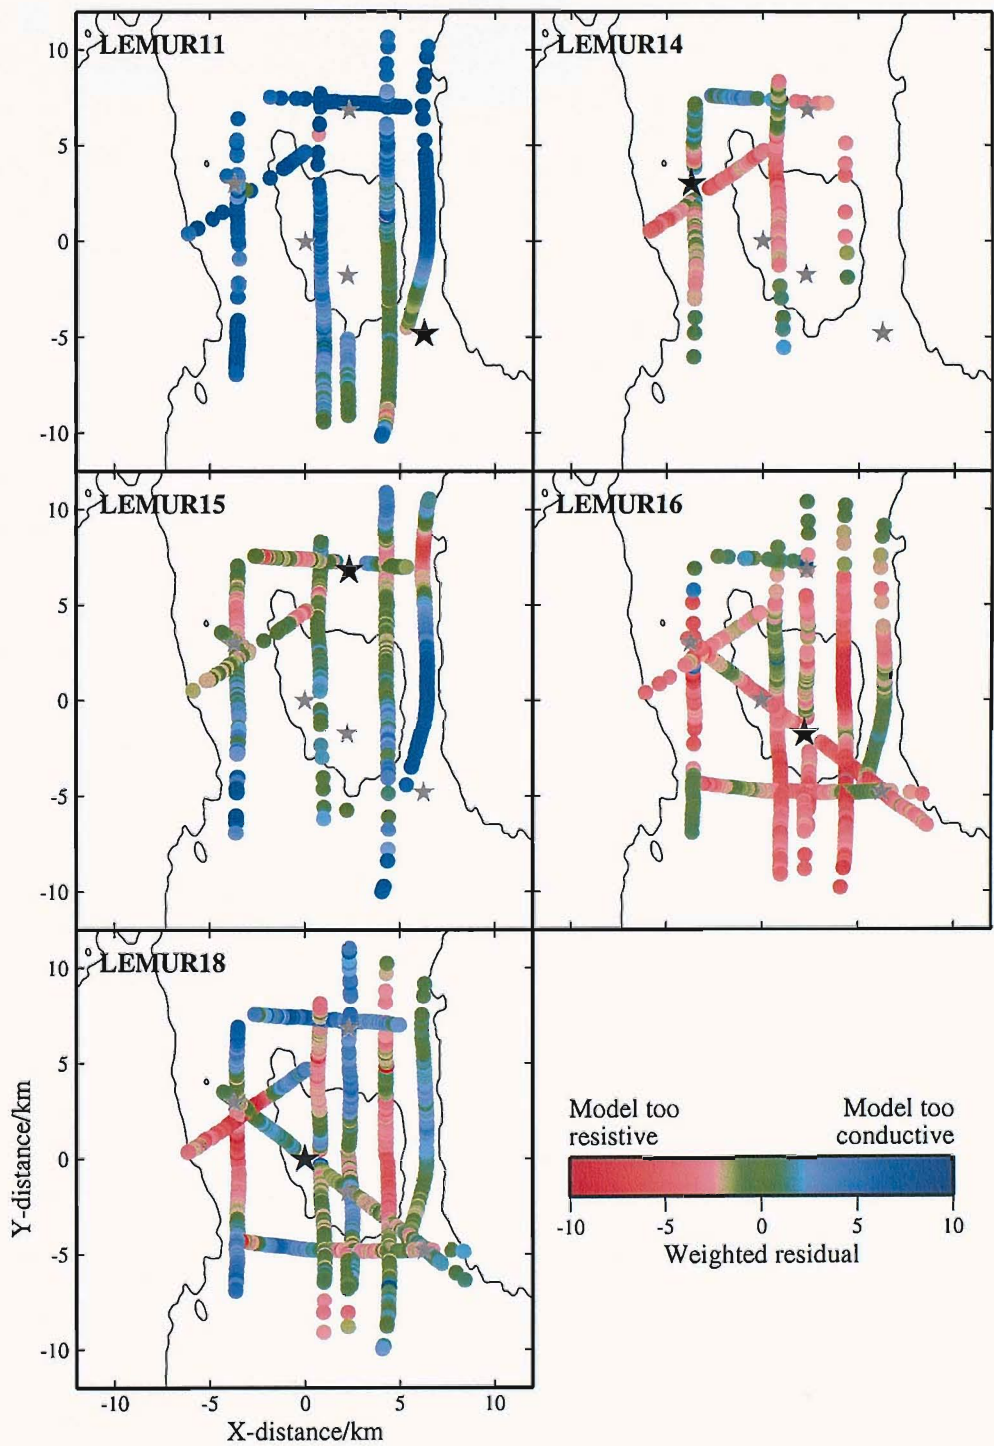 LEMUR11
LEMUR14
10
5
0
-5
-10
LEMUR15
LEMUR16
10
5
0
-5
-10
LEMUR18
10
5
0
-5
-10
Y-distance/km
-10 -5 0 5 10
X-distance/km
Model too resistive
Model too conductive
-10 -5 0 5 10
Weighted residual